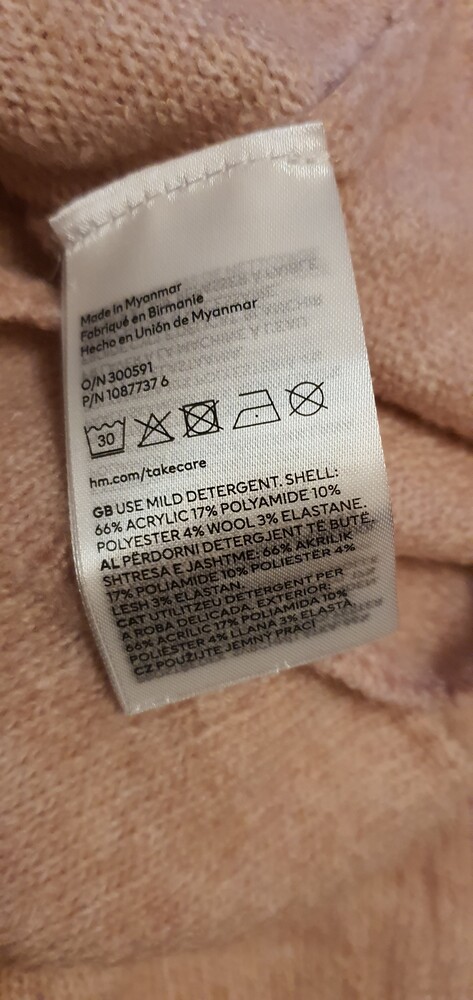 Made in Myanmar
Fabriqué en Birmanie
Hecho en Unión de Myanmar
O/N 300591
P/N 1087737 6
30
hm.com/takecare
GB USE MILD DETERGENT. SHELL:
66% ACRYLIC 17% POLYAMIDE 10%
POLYESTER 4% WOOL 3% ELASTANE.
AL PËRDORNI DETERGJENT TË BUTË.
SHTRESA E JASHTME: 66% AKRILIK
17% POLIAMIDE 10% POLIESTER 4%
LESH 3% ELASTAN.
CAT UTILITZEU DETERGENT PER
A ROBA DELICADA. EXTERIOR:
66% ACRÍLIC 17% POLIAMIDA 10%
POLIÈSTER 4% LLANA 3% ELASTÀ.
CZ POUŽIJTE JEMNÝ PRACÍ